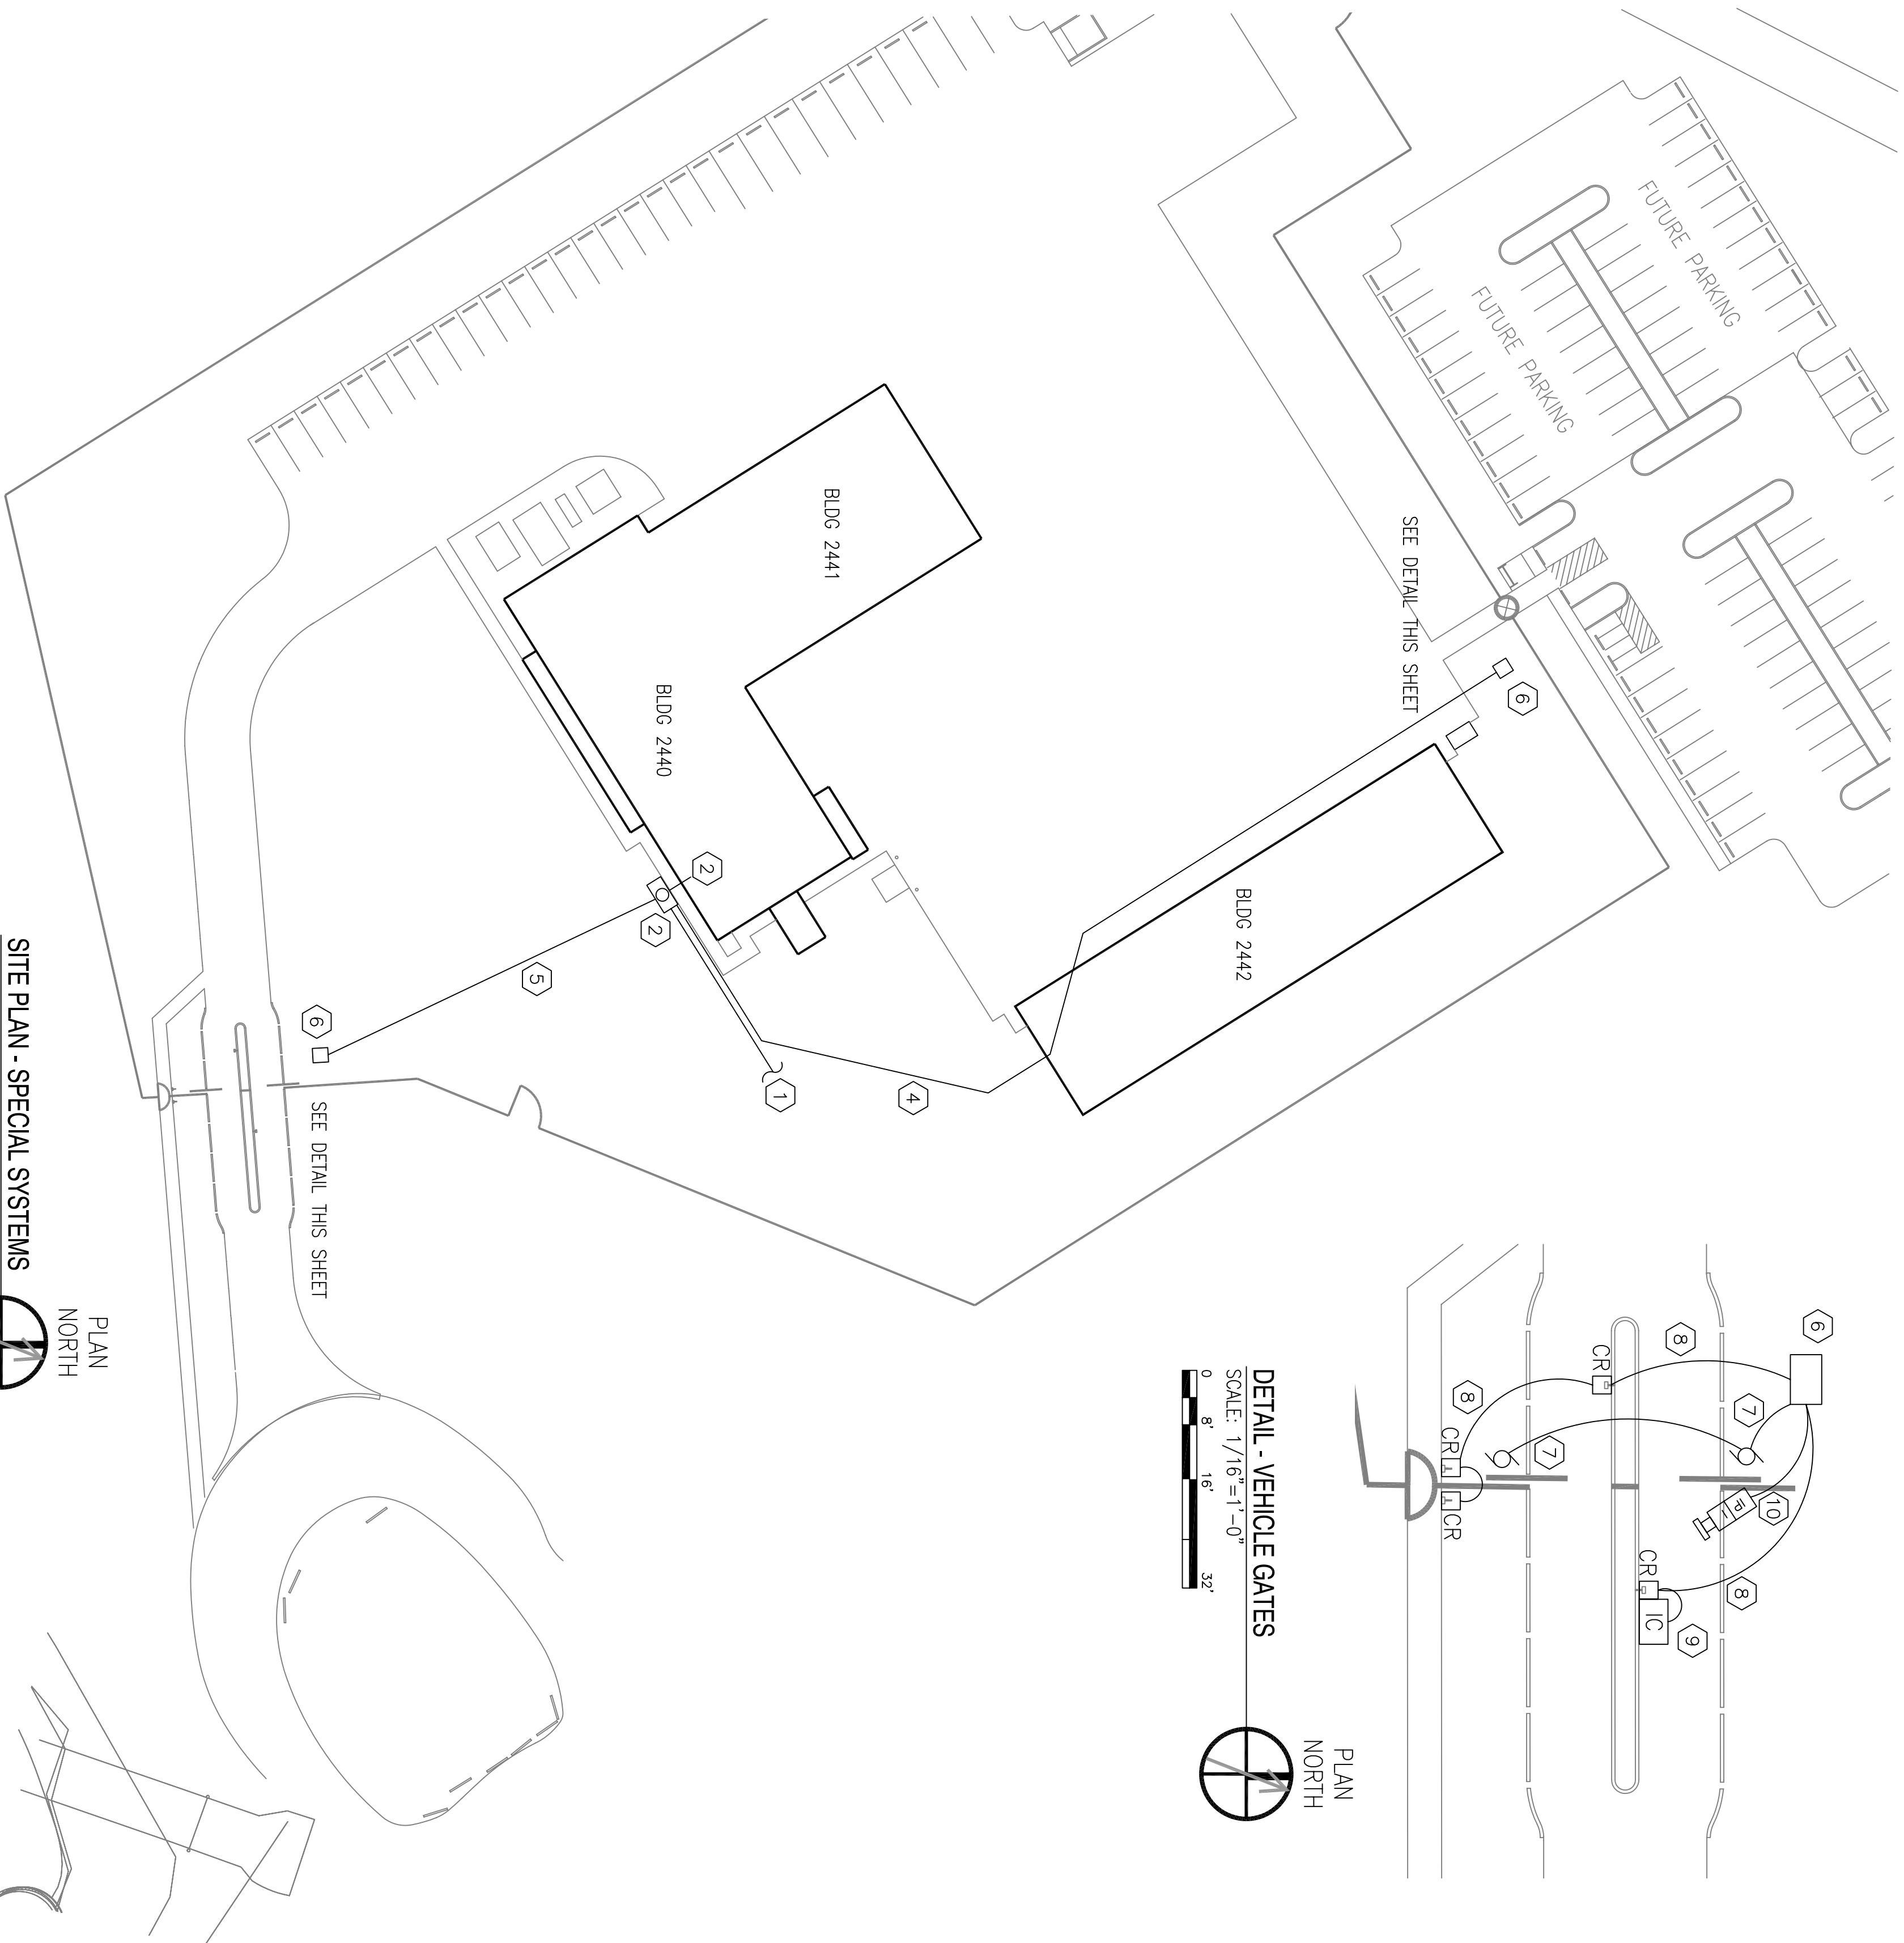 FUTURE PARKING
FUTURE PARKING
SEE DETAIL THIS SHEET
6
BLDG 2441
BLDG 2440
BLDG 2442
2
2
5
1
4
6
SEE DETAIL THIS SHEET
SITE PLAN - SPECIAL SYSTEMS
PLAN
NORTH
6
8
7
CR
8
7
CR
CR
10
CR
8
IC
9
DETAIL - VEHICLE GATES
SCALE: 1/16"=1'-0"
0 8' 16' 32'
PLAN
NORTH